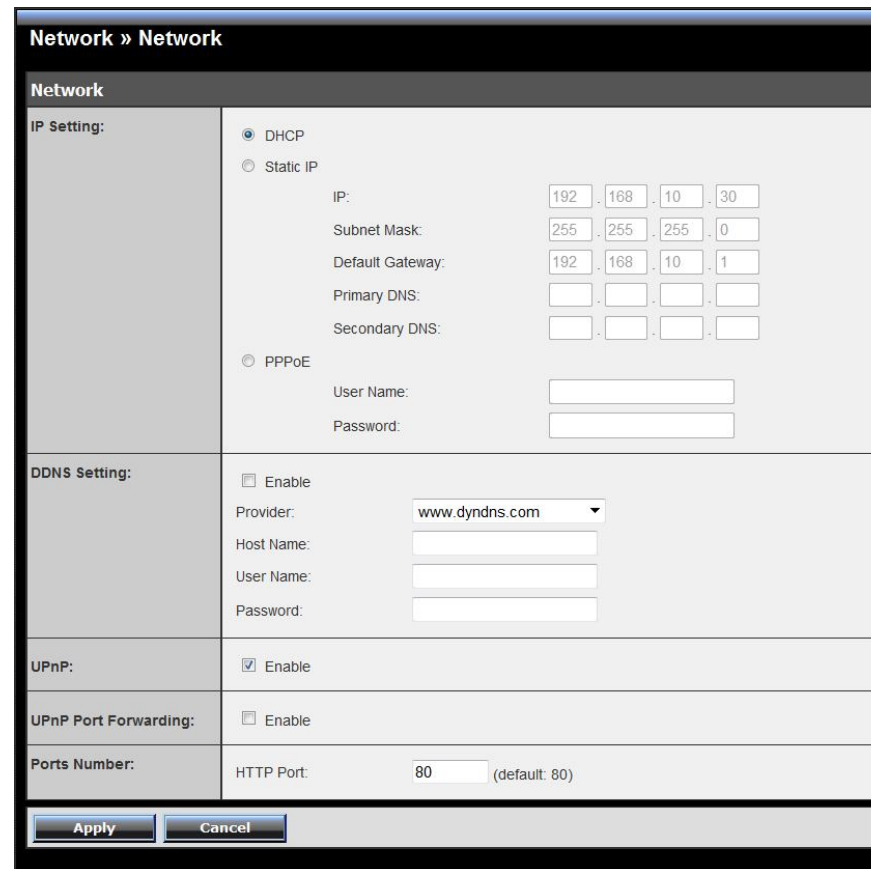 Network » Network
Network
IP Setting:
DHCP
Static IP
IP: 192 . 168 . 10 . 30
Subnet Mask: 255 . 255 . 255 . 0
Default Gateway: 192 . 168 . 10 . 1
Primary DNS: . . .
Secondary DNS: . . .
PPPoE
User Name:
Password:
DDNS Setting:
Enable
Provider: www.dyndns.com
Host Name:
User Name:
Password:
UPnP: Enable
UPnP Port Forwarding: Enable
Ports Number:
HTTP Port: 80 (default: 80)
Apply Cancel